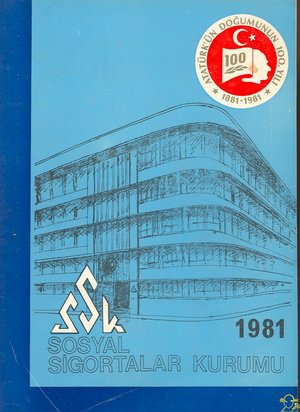 ATATÜRK'ÜN DOĞUMUNUN 100. YILI
100
★ 1881-1981 ★
SSK
1981
SOSYAL
SİGORTALAR KURUMU